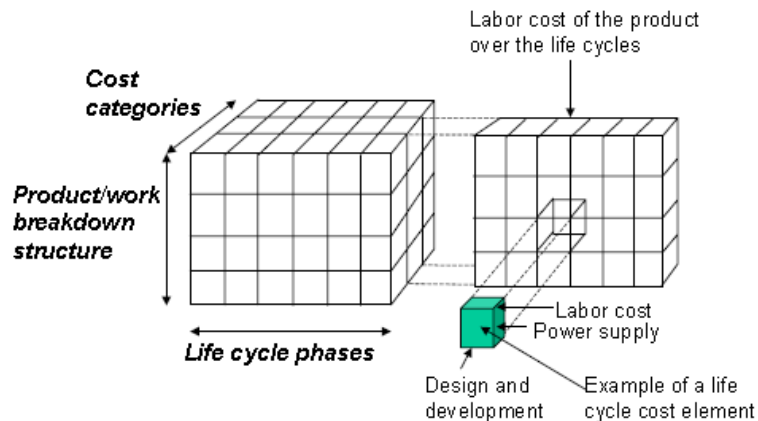 Labor cost of the product
over the life cycles
Cost
categories
Product/work
breakdown
structure
Life cycle phases
Labor cost
Power supply
Design and
development
Example of a life
cycle cost element